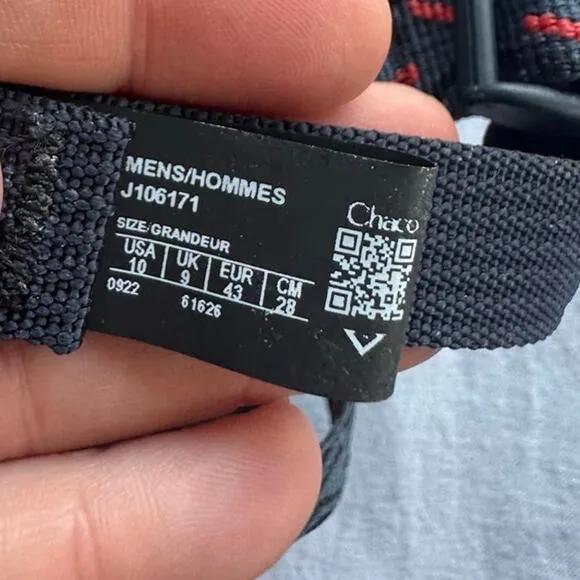 MENS/HOMMES
J106171
Chaco
SIZE/GRANDEUR
USA UK EUR CM
10 9 43 28
0922 61626